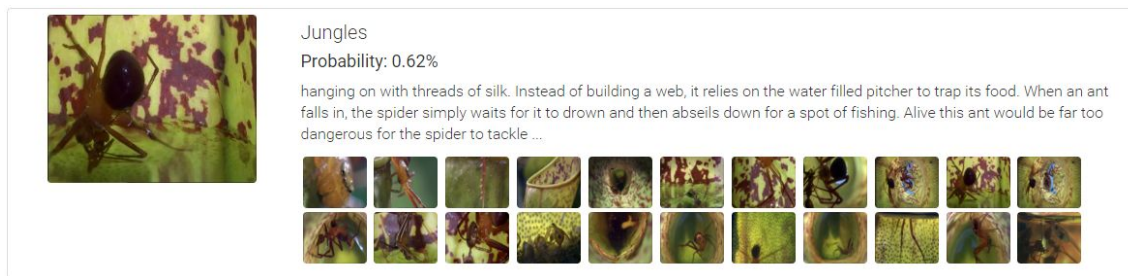 Jungles
Probability: 0.62%
hanging on with threads of silk. Instead of building a web, it relies on the water filled pitcher to trap its food. When an ant
falls in, the spider simply waits for it to drown and then abseils down for a spot of fishing. Alive this ant would be far too
dangerous for the spider to tackle ...